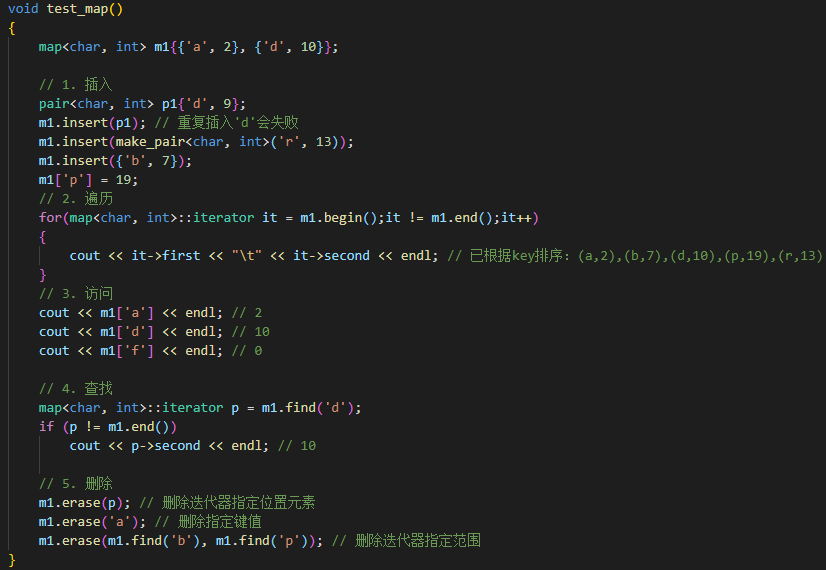 void test_map()
{
    map<char, int> m1{{'a', 2}, {'d', 10}};
    // 1. 插入
    pair<char, int> p1{'d', 9};
    m1.insert(p1); // 重复插入'd'会失败
    m1.insert(make_pair<char, int>('r', 13));
    m1.insert({'b', 7});
    m1['p'] = 19;
    // 2. 遍历
    for(map<char, int>::iterator it = m1.begin();it != m1.end();it++)
    {
        cout << it->first << "\t" << it->second << endl; // 已根据key排序：(a,2),(b,7),(d,10),(p,19),(r,13)
    }
    // 3. 访问
    cout << m1['a'] << endl; // 2
    cout << m1['d'] << endl; // 10
    cout << m1['f'] << endl; // 0
    // 4. 查找
    map<char, int>::iterator p = m1.find('d');
    if (p != m1.end())
        cout << p->second << endl; // 10
    // 5. 删除
    m1.erase(p); // 删除迭代器指定位置元素
    m1.erase('a'); // 删除指定键值
    m1.erase(m1.find('b'), m1.find('p')); // 删除迭代器指定范围
}